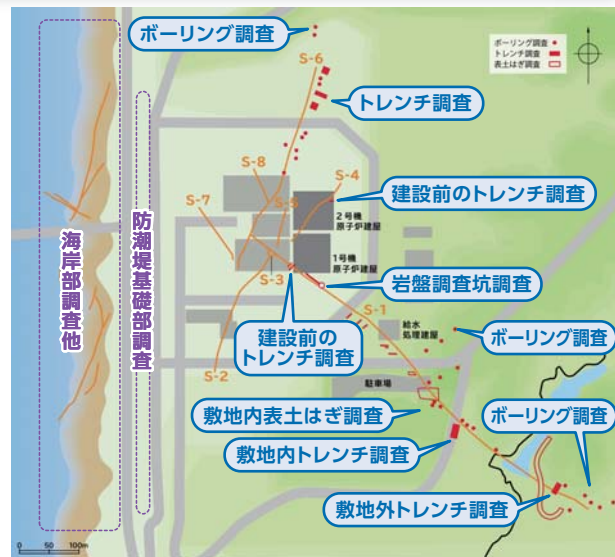 ボーリング調査
ボーリング調査
トレンチ調査
表土はぎ調査
S-6
トレンチ調査
S-8
S-4
建設前のトレンチ調査
S-7
S-5
2号機
原子炉建屋
1号機
原子炉建屋
S-3
岩盤調査坑調査
海岸部調査他
防潮堤基礎部調査
建設前の
トレンチ調査
S-1
給水
処理建屋
ボーリング調査
S-2
駐車場
敷地内表土はぎ調査
ボーリング調査
敷地内トレンチ調査
敷地外トレンチ調査
0 50 100m